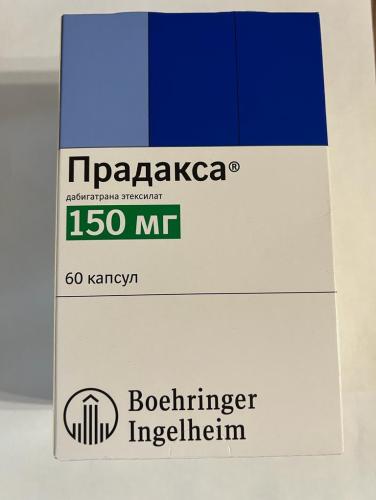 Прадакса®
дабигатрана этексилат
150 мг
60 капсул
Boehringer
Ingelheim